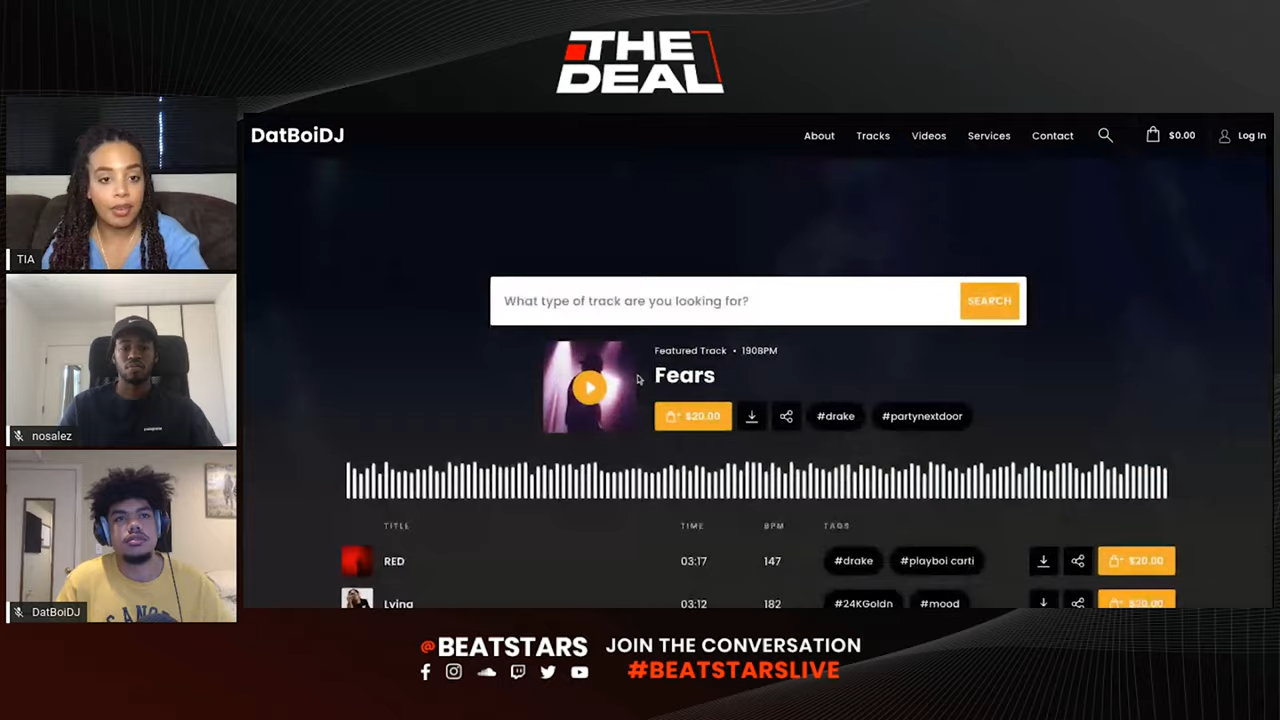 THE
DEAL
DatBoiDJ
About Tracks Videos Services Contact $0.00 Log In
TIA
What type of track are you looking for? SEARCH
Featured Track • 190BPM
Fears
$20.00 #drake #partynextdoor
nosalez
TITLE TIME BPM TAGS
RED 03:17 147 #drake #playboi carti $20.00
Lying 03:12 182 #24KGoldn #mood $20.00
DatBoiDJ
@BEATSTARS JOIN THE CONVERSATION
#BEATSTARSLIVE